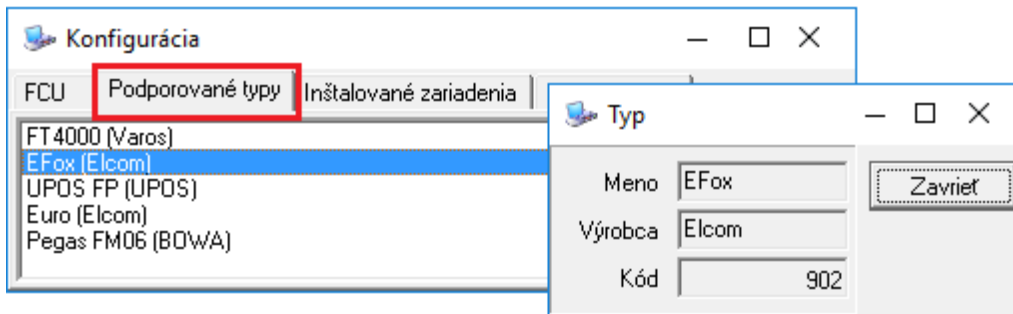 Konfigurácia
FCU Podporované typy Inštalované zariadenia
FT4000 (Varos)
EFox (Elcom)
UPOS FP (UPOS)
Euro (Elcom)
Pegas FM06 (BOWA)
Typ
Meno EFox
Zavrieť
Výrobca Elcom
Kód 902